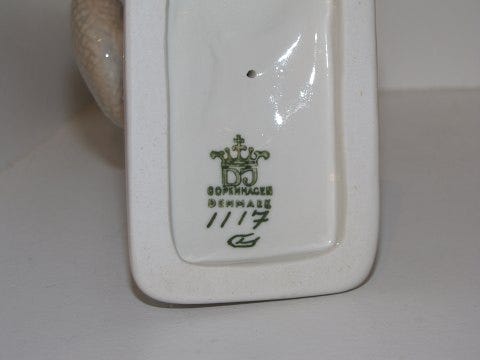 DJ
COPENHAGEN
DENMARK
1117